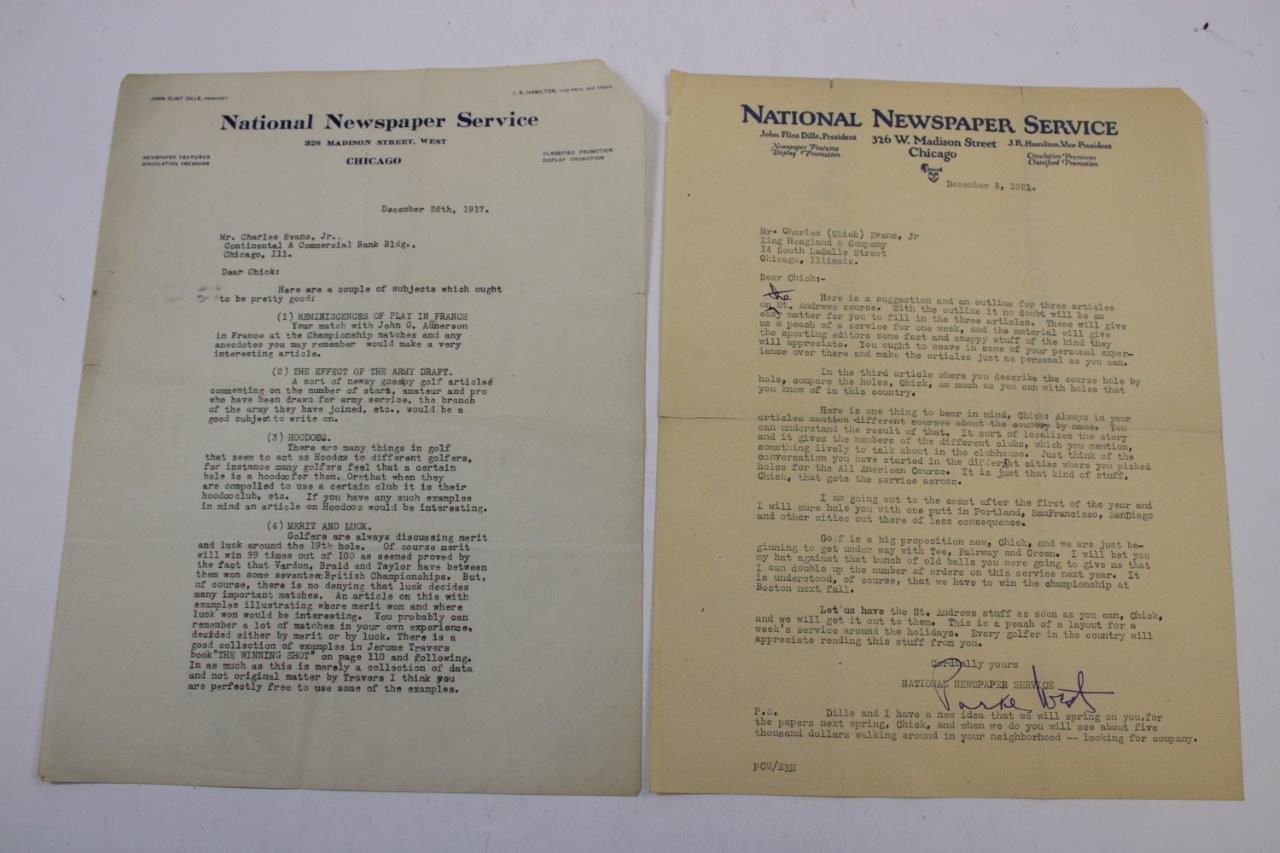 JOHN FLINT DILLE, PRESIDENT
J. R. HAMILTON, VICE-PRES. AND TREAS.
National Newspaper Service
326 MADISON STREET, WEST
CHICAGO
NEWSPAPER FEATURES
CIRCULATION PREMIUMS
CLASSIFIED PROMOTION
DISPLAY PROMOTION
December 26th, 1917.
Mr. Charles Evans, Jr.,
Continental & Commercial Bank Bldg.,
Chicago, Ill.
Dear Chick:
Here are a couple of subjects which ought
to be pretty good:
(1) REMINISCENCES OF PLAY IN FRANCE
Your match with John G. Anderson
in France at the Championship matches and any
anecdotes you may remember would make a very
interesting article.
(2) THE EFFECT OF THE ARMY DRAFT.
A sort of newsy gossipy golf articled
commenting on the number of stars, amateur and pro
who have been drawn for army service, the branch
of the army they have joined, etc., would be a
good subject to write on.
(3) HOODOOS.
There are many things in golf
that seem to act as Hoodos to different golfers,
for instance many golfers feel that a certain
hole is a hoodoo for them. Or that when they
are compelled to use a certain club it is their
hoodoo club, etc. If you have any such examples
in mind an article on Hoodoos would be interesting.
(4) MERIT AND LUCK.
Golfers are always discussing merit
and luck around the 19th hole. Of course merit
will win 99 times out of 100 as seemed proved by
the fact that Vardon, Braid and Taylor have between
them won some seventeen British Championships. But,
of course, there is no denying that luck decides
many important matches. An article on this with
examples illustrating where merit won and where
luck won would be interesting. You probably can
remember a lot of matches in your own experience,
decided either by merit or by luck. There is a
good collection of examples in Jerome Travers
book "THE WINNING SHOT" on page 110 and following.
In as much as this is merely a collection of data
and not original matter by Travers I think you
are perfectly free to use some of the examples.
NATIONAL NEWSPAPER SERVICE
John Flint Dille, President
326 W. Madison Street
J.R. Hamilton, Vice-President
Newspaper Features
Display Promotion
Chicago
Circulation Premiums
Classified Promotion
December 5, 1921.
Mr. Charles (Chick) Evans, Jr
King Hoagland & Company
14 South LaSalle Street
Chicago, Illinois.
Dear Chick:-
Here is a suggestion and an outline for three articles
on the St. Andrews course. With the outline it no doubt will be an
easy matter for you to fill in the three articles. These will give
us a peach of a service for one week, and the material will give
the sporting editors some fast and snappy stuff of the kind they
will appreciate. You ought to weave in some of your personal exper-
ience over there and make the articles just as personal as you can.
In the third article where you describe the course hole by
hole, compare the holes, Chick, as much as you can with holes that
you know of in this country.
Here is one thing to bear in mind, Chick: Always in your
articles mention different courses about the country by name. You
can understand the result of that. It sort of localizes the story
and it gives the members of the different clubs, which you mention,
something lively to talk about in the clubhouse. Just think of the
conversation you have started in the different cities where you picked
holes for the All American Course. It is just that kind of stuff,
Chick, that gets the service across.
I am going out to the coast after the first of the year and
I will sure hole you with one putt in Portland, SanFrancisco, SanDiego
and other cities out there of less consequence.
Golf is a big proposition now, Chick, and we are just be-
ginning to get under way with Tee, Fairway and Green. I will bet you
my hat against that bunch of old balls you were going to give me that
I can double up the number of orders on this service next year. It
is understood, of course, that we have to win the championship at
Boston next fall.
Let us have the St. Andrews stuff as soon as you can, Chick,
and we will get it out to them. This is a peach of a layout for a
week's service around the holidays. Every golfer in the country will
appreciate reading this stuff from you.
Cordially yours
NATIONAL NEWSPAPER SERVICE
Parke West
P.S. Dille and I have a new idea that we will spring on you, for
the papers next spring, Chick, and when we do you will see about five
thousand dollars walking around in your neighborhood -- looking for company.
PCW/BEH